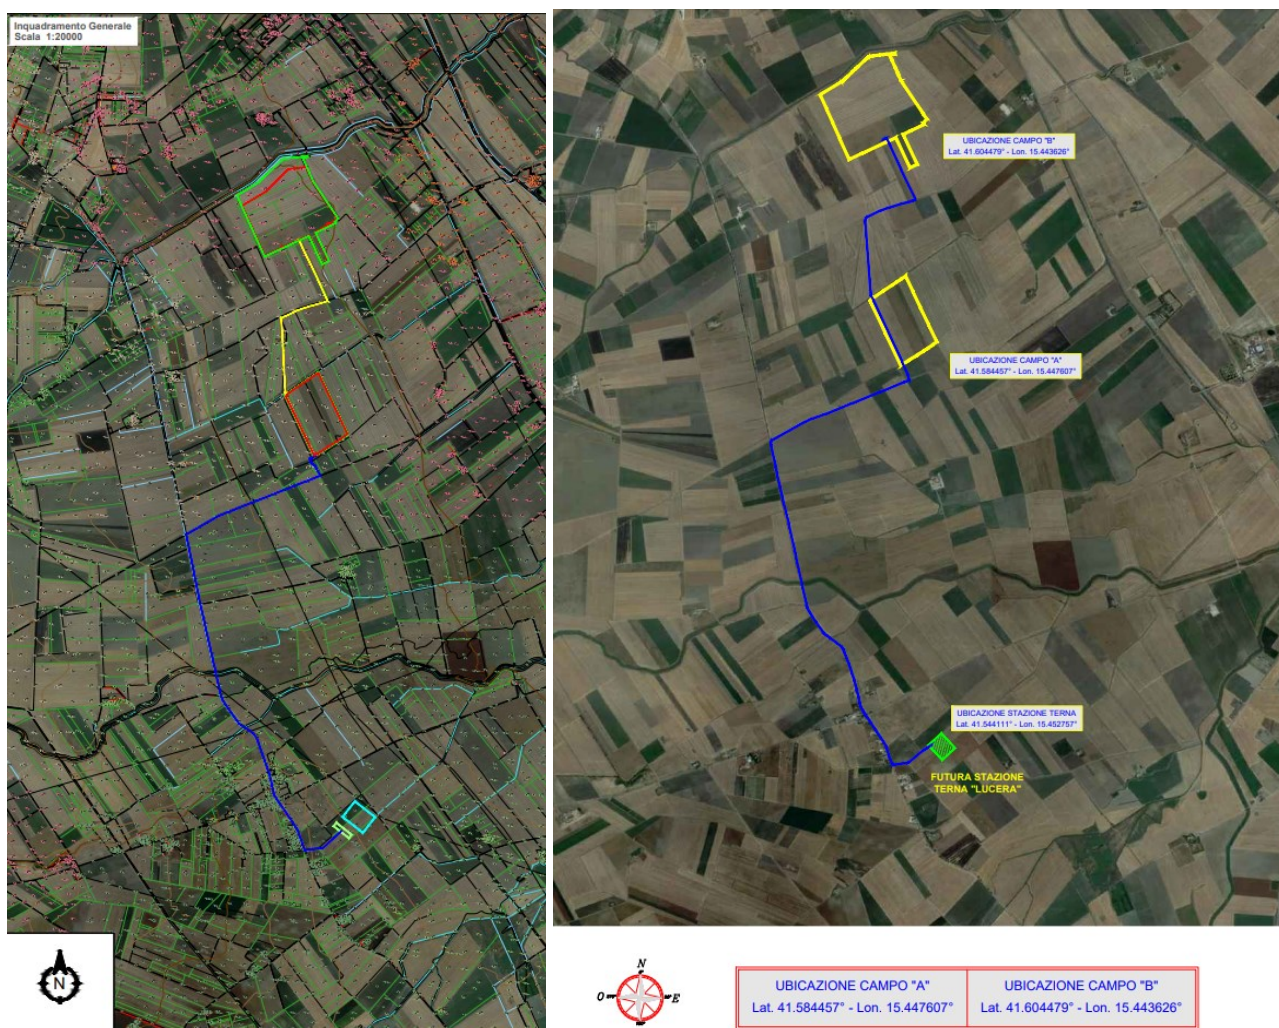 Inquadramento Generale
Scala 1:20000
N
UBICAZIONE CAMPO "B"
Lat. 41.604479° - Lon. 15.443626°
UBICAZIONE CAMPO "A"
Lat. 41.584457° - Lon. 15.447607°
UBICAZIONE STAZIONE TERNA
Lat. 41.544111° - Lon. 15.452757°
FUTURA STAZIONE
TERNA "LUCERA"
N
O E
UBICAZIONE CAMPO "A"
Lat. 41.584457° - Lon. 15.447607°
UBICAZIONE CAMPO "B"
Lat. 41.604479° - Lon. 15.443626°